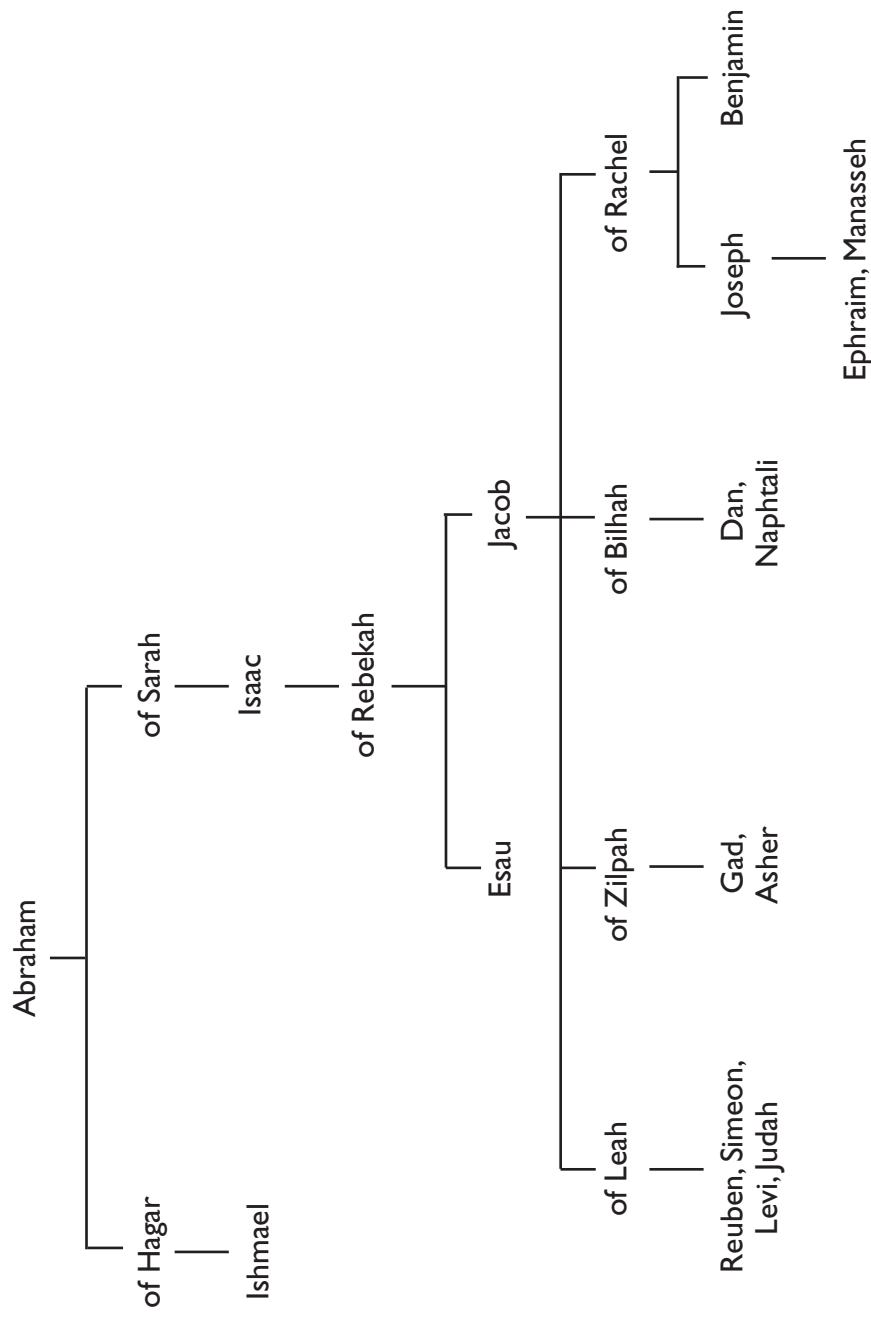 Abraham
of Hagar
of Sarah
Ishmael
Isaac
of Rebekah
Esau
Jacob
of Leah
of Zilpah
of Bilhah
of Rachel
Reuben, Simeon,
Levi, Judah
Gad,
Asher
Dan,
Naphtali
Joseph
Benjamin
Ephraim, Manasseh